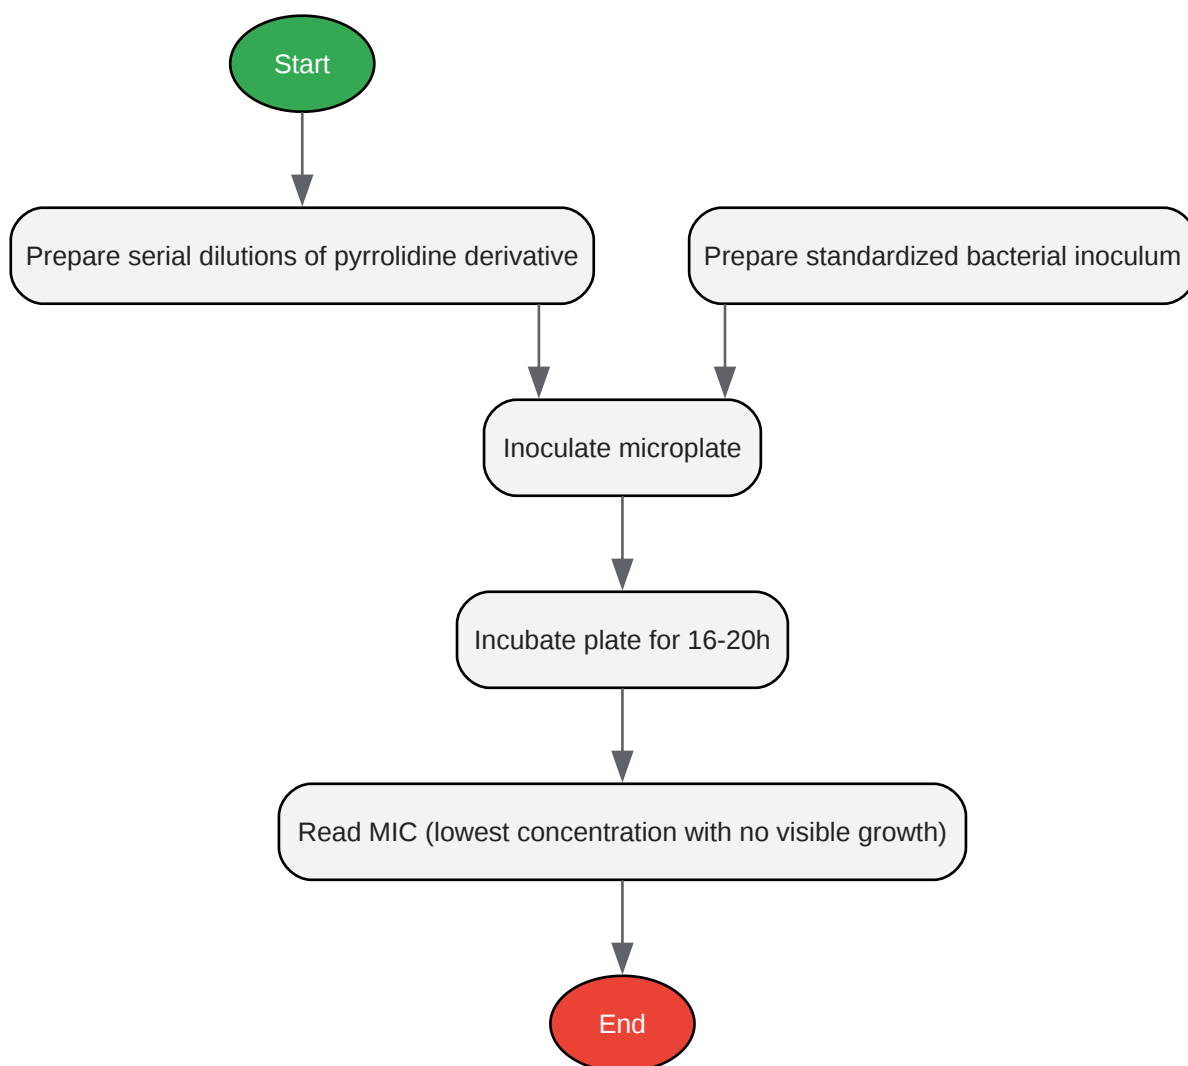 Start
Prepare serial dilutions of pyrrolidine derivative
Prepare standardized bacterial inoculum
Inoculate microplate
Incubate plate for 16-20h
Read MIC (lowest concentration with no visible growth)
End